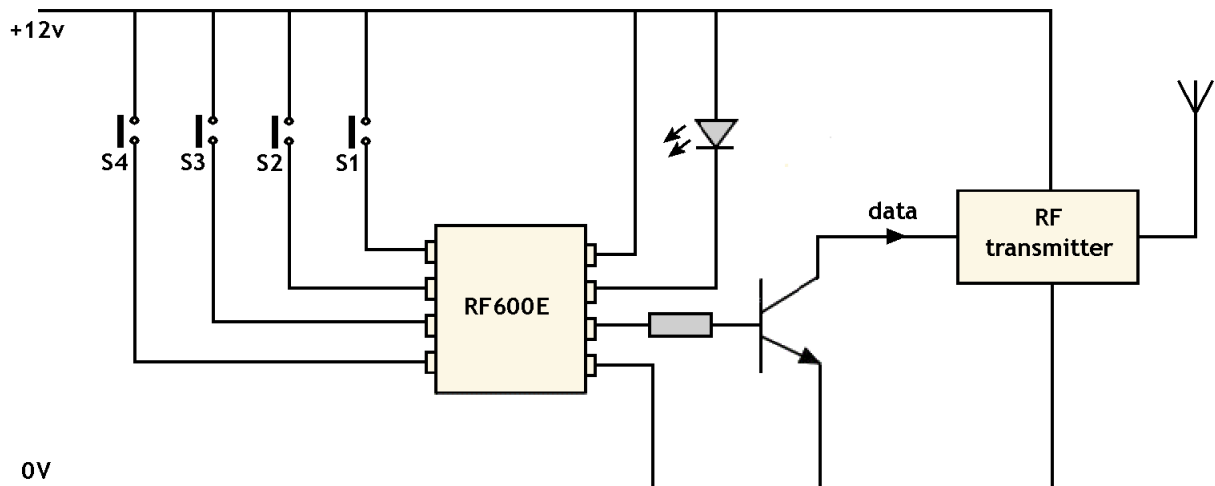 +12v
S4
S3
S2
S1
data
RF
transmitter
RF600E
0V